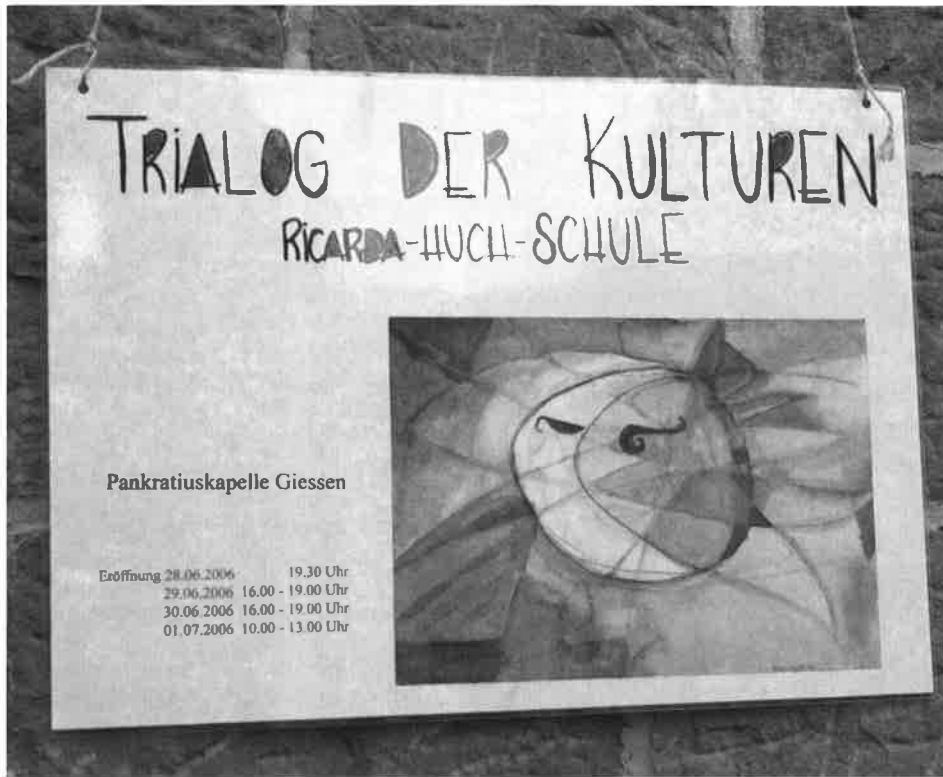 TRIALOG DER KULTUREN
RICARDA-HUCH-SCHULE
Pankratiuskapelle Giessen
Eröffnung 28.06.2006 19.30 Uhr
29.06.2006 16.00 - 19.00 Uhr
30.06.2006 16.00 - 19.00 Uhr
01.07.2006 10.00 - 13.00 Uhr